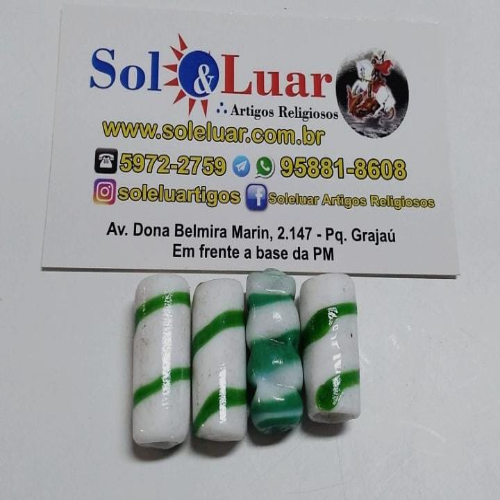 Sol & Luar
∴ Artigos Religiosos
www.soleluar.com.br
5972-2759 95881-8608
soleluartigos Soleluar Artigos Religiosos
Av. Dona Belmira Marin, 2.147 - Pq. Grajaú
Em frente a base da PM